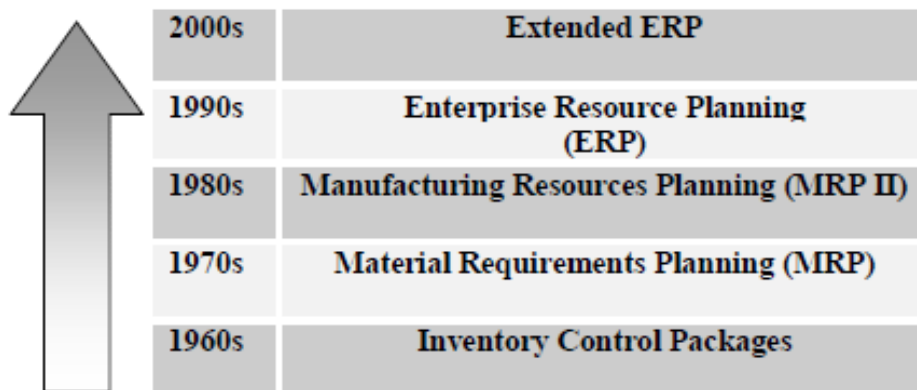 2000s Extended ERP
1990s Enterprise Resource Planning
(ERP)
1980s Manufacturing Resources Planning (MRP II)
1970s Material Requirements Planning (MRP)
1960s Inventory Control Packages